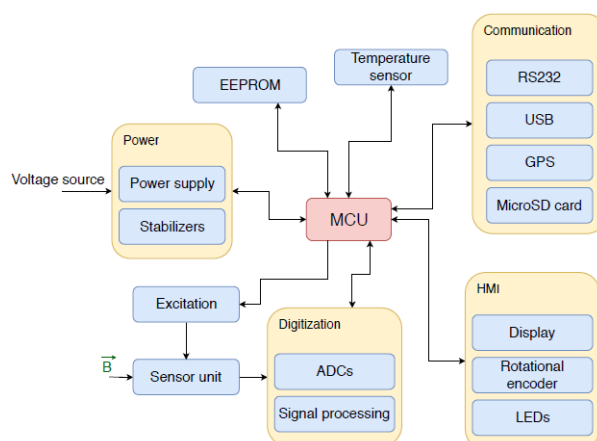 Communication
RS232
USB
GPS
MicroSD card
Temperature
sensor
EEPROM
Power
Voltage source
Power supply
Stabilizers
MCU
Excitation
B
Sensor unit
Digitization
ADCs
Signal processing
HMI
Display
Rotational
encoder
LEDs